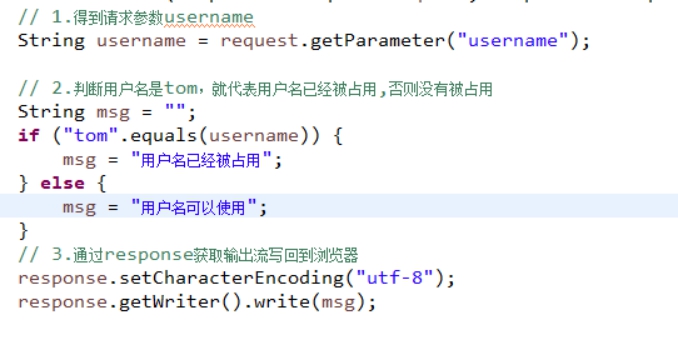 // 1.得到请求参数username
String username = request.getParameter("username");
// 2.判断用户名是tom，就代表用户名已经被占用,否则没有被占用
String msg = "";
if ("tom".equals(username)) {
msg = "用户名已经被占用";
} else {
msg = "用户名可以使用";
}
// 3.通过response获取输出流写回到浏览器
response.setCharacterEncoding("utf-8");
response.getWriter().write(msg);